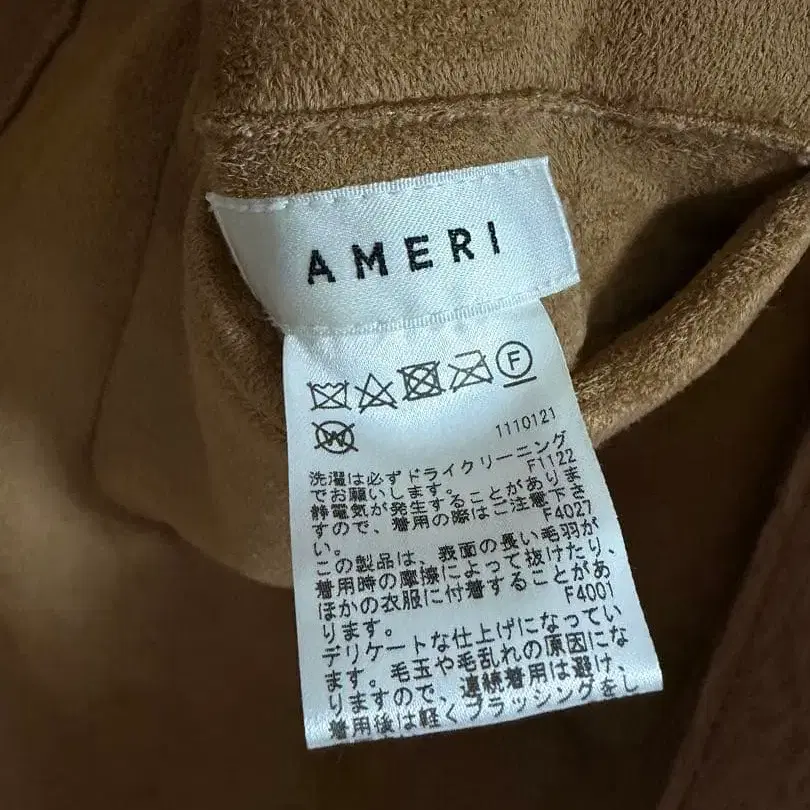 AMERI
F
W
1110121
洗濯は必ずドライクリーニング
F1122
でお願いします。
静電気が発生することがありま
すので、着用の際はご注意下さ
F4027
い。
この製品は、表面の長い毛羽が
着用時の摩擦によって抜けたり、
ほかの衣服に付着することがあ
F4001
ります。
デリケートな仕上げになってい
ます。毛玉や毛乱れの原因にな
りますので、連続着用は避け、
着用後は軽くブラッシングをし